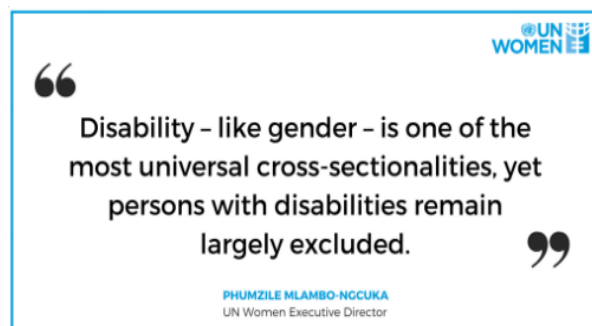 UN
WOMEN
“
Disability – like gender – is one of the
most universal cross-sectionalities, yet
persons with disabilities remain
largely excluded.
”
PHUMZILE MLAMBO-NGCUKA
UN Women Executive Director